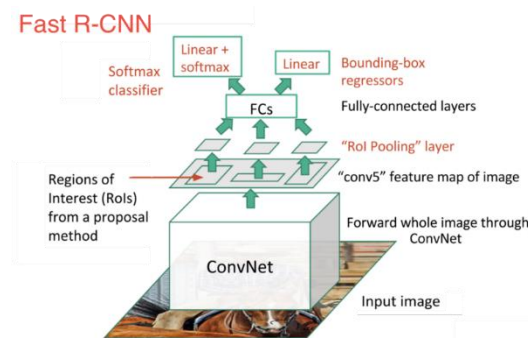 Fast R-CNN
Linear +
softmax
Softmax
classifier
Linear
Bounding-box
regressors
FCs
Fully-connected layers
"RoI Pooling" layer
Regions of
Interest (RoIs)
from a proposal
method
"conv5" feature map of image
Forward whole image through
ConvNet
ConvNet
Input image